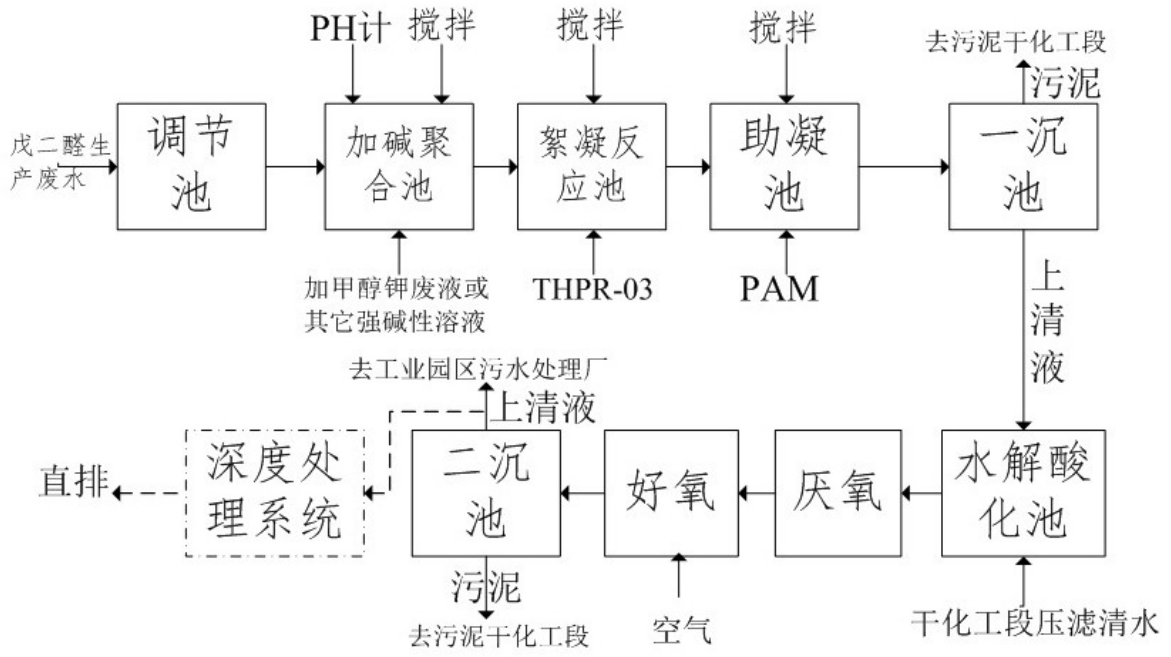 PH计
搅拌
搅拌
搅拌
去污泥干化工段
污泥
戊二醛生
产废水
调节
池
加碱聚
合池
絮凝反
应池
助凝
池
一沉
池
加甲醇钾废液或
其它强碱性溶液
THPR-03
PAM
上
清
液
去工业园区污水处理厂
上清液
直排
深度处
理系统
二沉
池
好氧
厌氧
水解酸
化池
污泥
去污泥干化工段
空气
干化工段压滤清水